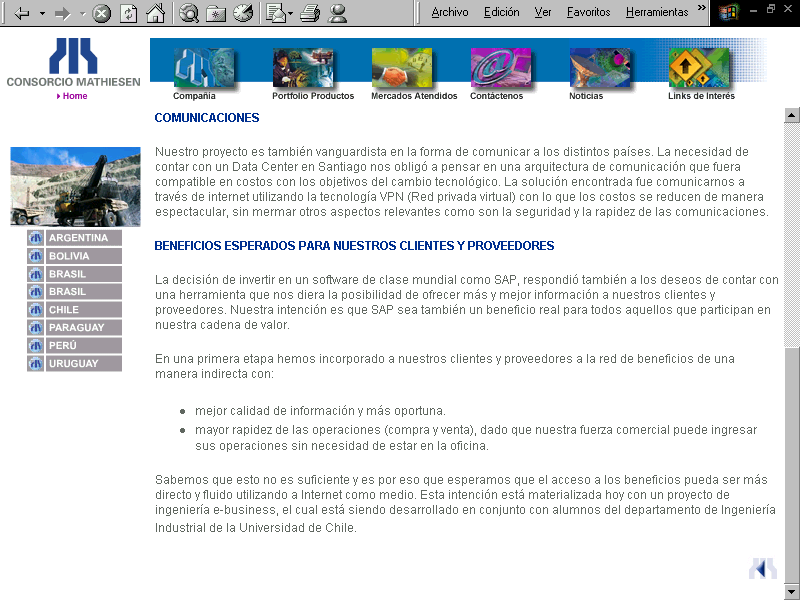 Archivo Edición Ver Favoritos Herramientas »
CONSORCIO MATHIESEN
Home
Compañia Portfolio Productos Mercados Atendidos Contáctenos Noticias Links de Interés
COMUNICACIONES
Nuestro proyecto es también vanguardista en la forma de comunicar a los distintos países. La necesidad de
contar con un Data Center en Santiago nos obligó a pensar en una arquitectura de comunicación que fuera
compatible en costos con los objetivos del cambio tecnológico. La solución encontrada fue comunicarnos a
través de internet utilizando la tecnología VPN (Red privada virtual) con lo que los costos se reducen de manera
espectacular, sin mermar otros aspectos relevantes como son la seguridad y la rapidez de las comunicaciones.
ARGENTINA
BOLIVIA
BRASIL
BRASIL
CHILE
PARAGUAY
PERÚ
URUGUAY
BENEFICIOS ESPERADOS PARA NUESTROS CLIENTES Y PROVEEDORES
La decisión de invertir en un software de clase mundial como SAP, respondió también a los deseos de contar con
una herramienta que nos diera la posibilidad de ofrecer más y mejor información a nuestros clientes y
proveedores. Nuestra intención es que SAP sea también un beneficio real para todos aquellos que participan en
nuestra cadena de valor.
En una primera etapa hemos incorporado a nuestros clientes y proveedores a la red de beneficios de una
manera indirecta con:
● mejor calidad de información y más oportuna.
● mayor rapidez de las operaciones (compra y venta), dado que nuestra fuerza comercial puede ingresar
sus operaciones sin necesidad de estar en la oficina.
Sabemos que esto no es suficiente y es por eso que esperamos que el acceso a los beneficios pueda ser más
directo y fluido utilizando a Internet como medio. Esta intención está materializada hoy con un proyecto de
ingeniería e-business, el cual está siendo desarrollado en conjunto con alumnos del departamento de Ingeniería
Industrial de la Universidad de Chile.